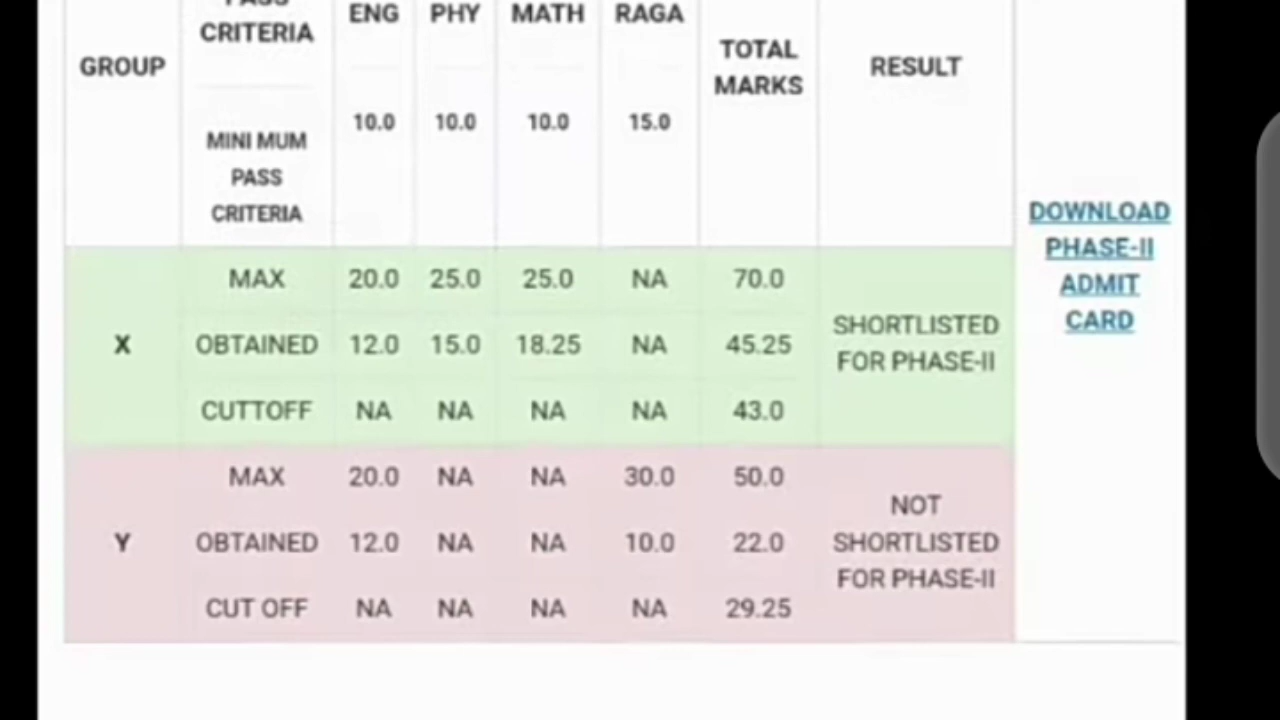 PASS
CRITERIA
ENG PHY MATH RAGA
GROUP
TOTAL
MARKS
RESULT
10.0 10.0 10.0 15.0
MINI MUM
PASS
CRITERIA
DOWNLOAD
PHASE-II
ADMIT
CARD
MAX 20.0 25.0 25.0 NA 70.0
X OBTAINED 12.0 15.0 18.25 NA 45.25
SHORTLISTED
FOR PHASE-II
CUTTOFF NA NA NA NA 43.0
MAX 20.0 NA NA 30.0 50.0
Y OBTAINED 12.0 NA NA 10.0 22.0
NOT
SHORTLISTED
FOR PHASE-II
CUT OFF NA NA NA NA 29.25